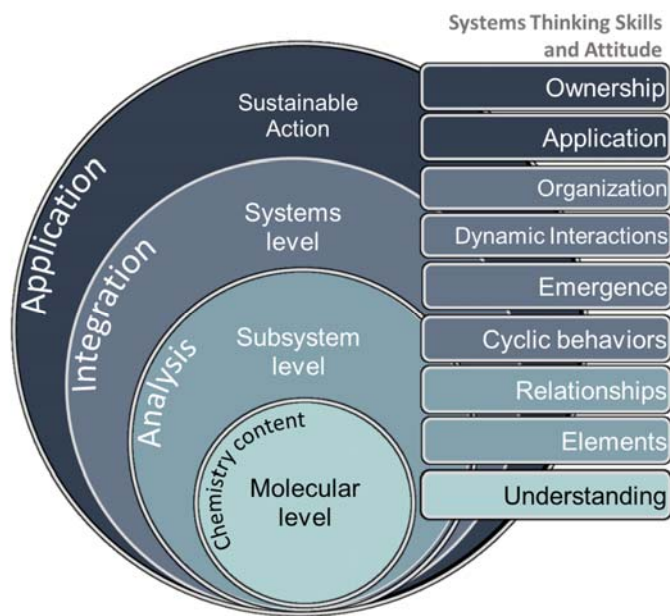 Systems Thinking Skills
and Attitude
Ownership
Application
Organization
Dynamic Interactions
Emergence
Cyclic behaviors
Relationships
Elements
Understanding
Application
Sustainable
Action
Integration
Systems
level
Analysis
Subsystem
level
Chemistry content
Molecular
level